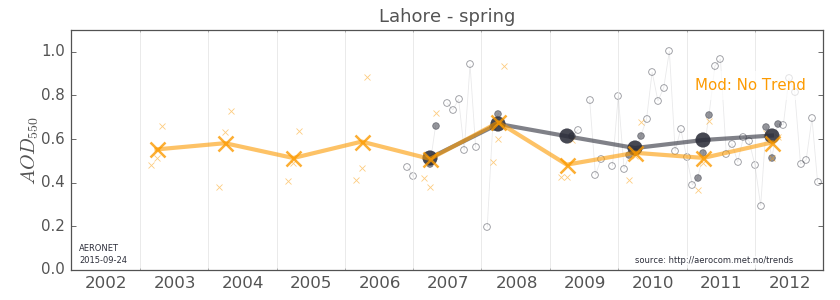 Lahore - spring
1.0
0.8
0.6
0.4
0.2
0.0
AOD550
Mod: No Trend
AERONET
2015-09-24
source: http://aerocom.met.no/trends
2002 2003 2004 2005 2006 2007 2008 2009 2010 2011 2012